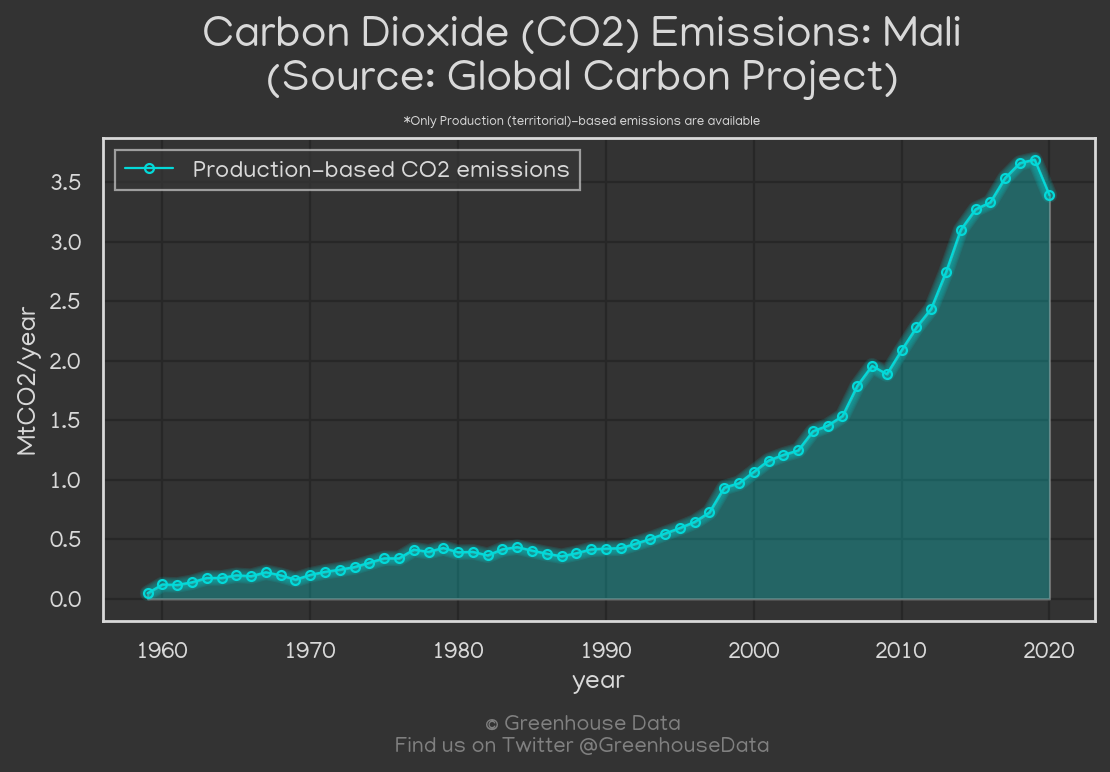 Carbon Dioxide (CO2) Emissions: Mali
(Source: Global Carbon Project)
*Only Production (territorial)-based emissions are available
Production-based CO2 emissions
3.5
3.0
2.5
2.0
1.5
1.0
0.5
0.0
MtCO2/year
1960 1970 1980 1990 2000 2010 2020
year
© Greenhouse Data
Find us on Twitter @GreenhouseData